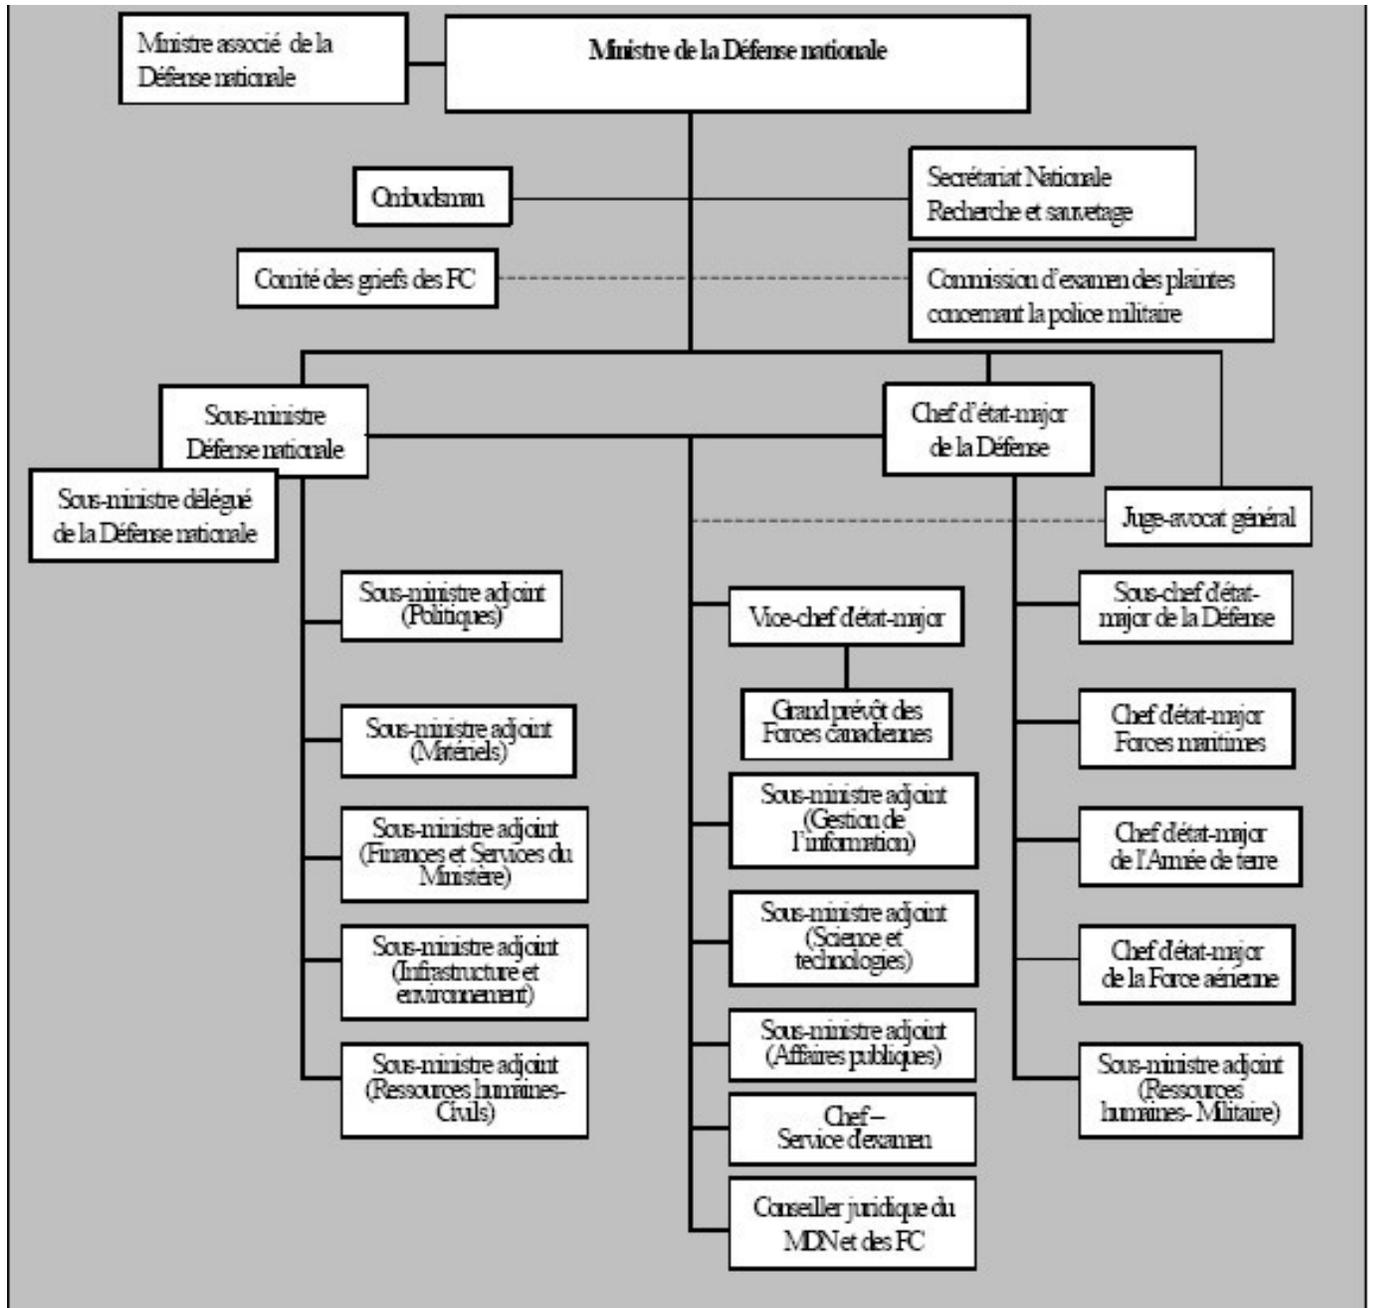 Ministre associé de la
Défense nationale
Ministre de la Défense nationale
Ombudsman
Secrétariat Nationale
Recherche et sauvetage
Comité des griefs des FC
Commission d'examen des plaintes
concernant la police militaire
Sous-ministre
Défense nationale
Chef d'état-major
de la Défense
Sous-ministre délégué
de la Défense nationale
Juge-avocat général
Sous-ministre adjoint
(Politiques)
Sous-ministre adjoint
(Matériels)
Sous-ministre adjoint
(Finances et Services du
Ministère)
Sous-ministre adjoint
(Infrastructure et
environnement)
Sous-ministre adjoint
(Ressources humaines-
Civils)
Vice-chef d'état-major
Grand prévôt des
Forces canadiennes
Sous-ministre adjoint
(Gestion de
l'information)
Sous-ministre adjoint
(Science et
technologies)
Sous-ministre adjoint
(Affaires publiques)
Chef –
Service d'examen
Conseiller juridique du
MDN et des FC
Sous-chef d'état-
major de la Défense
Chef d'état-major
Forces maritimes
Chef d'état-major
de l'Armée de terre
Chef d'état-major
de la Force aérienne
Sous-ministre adjoint
(Ressources
humaines- Militaire)